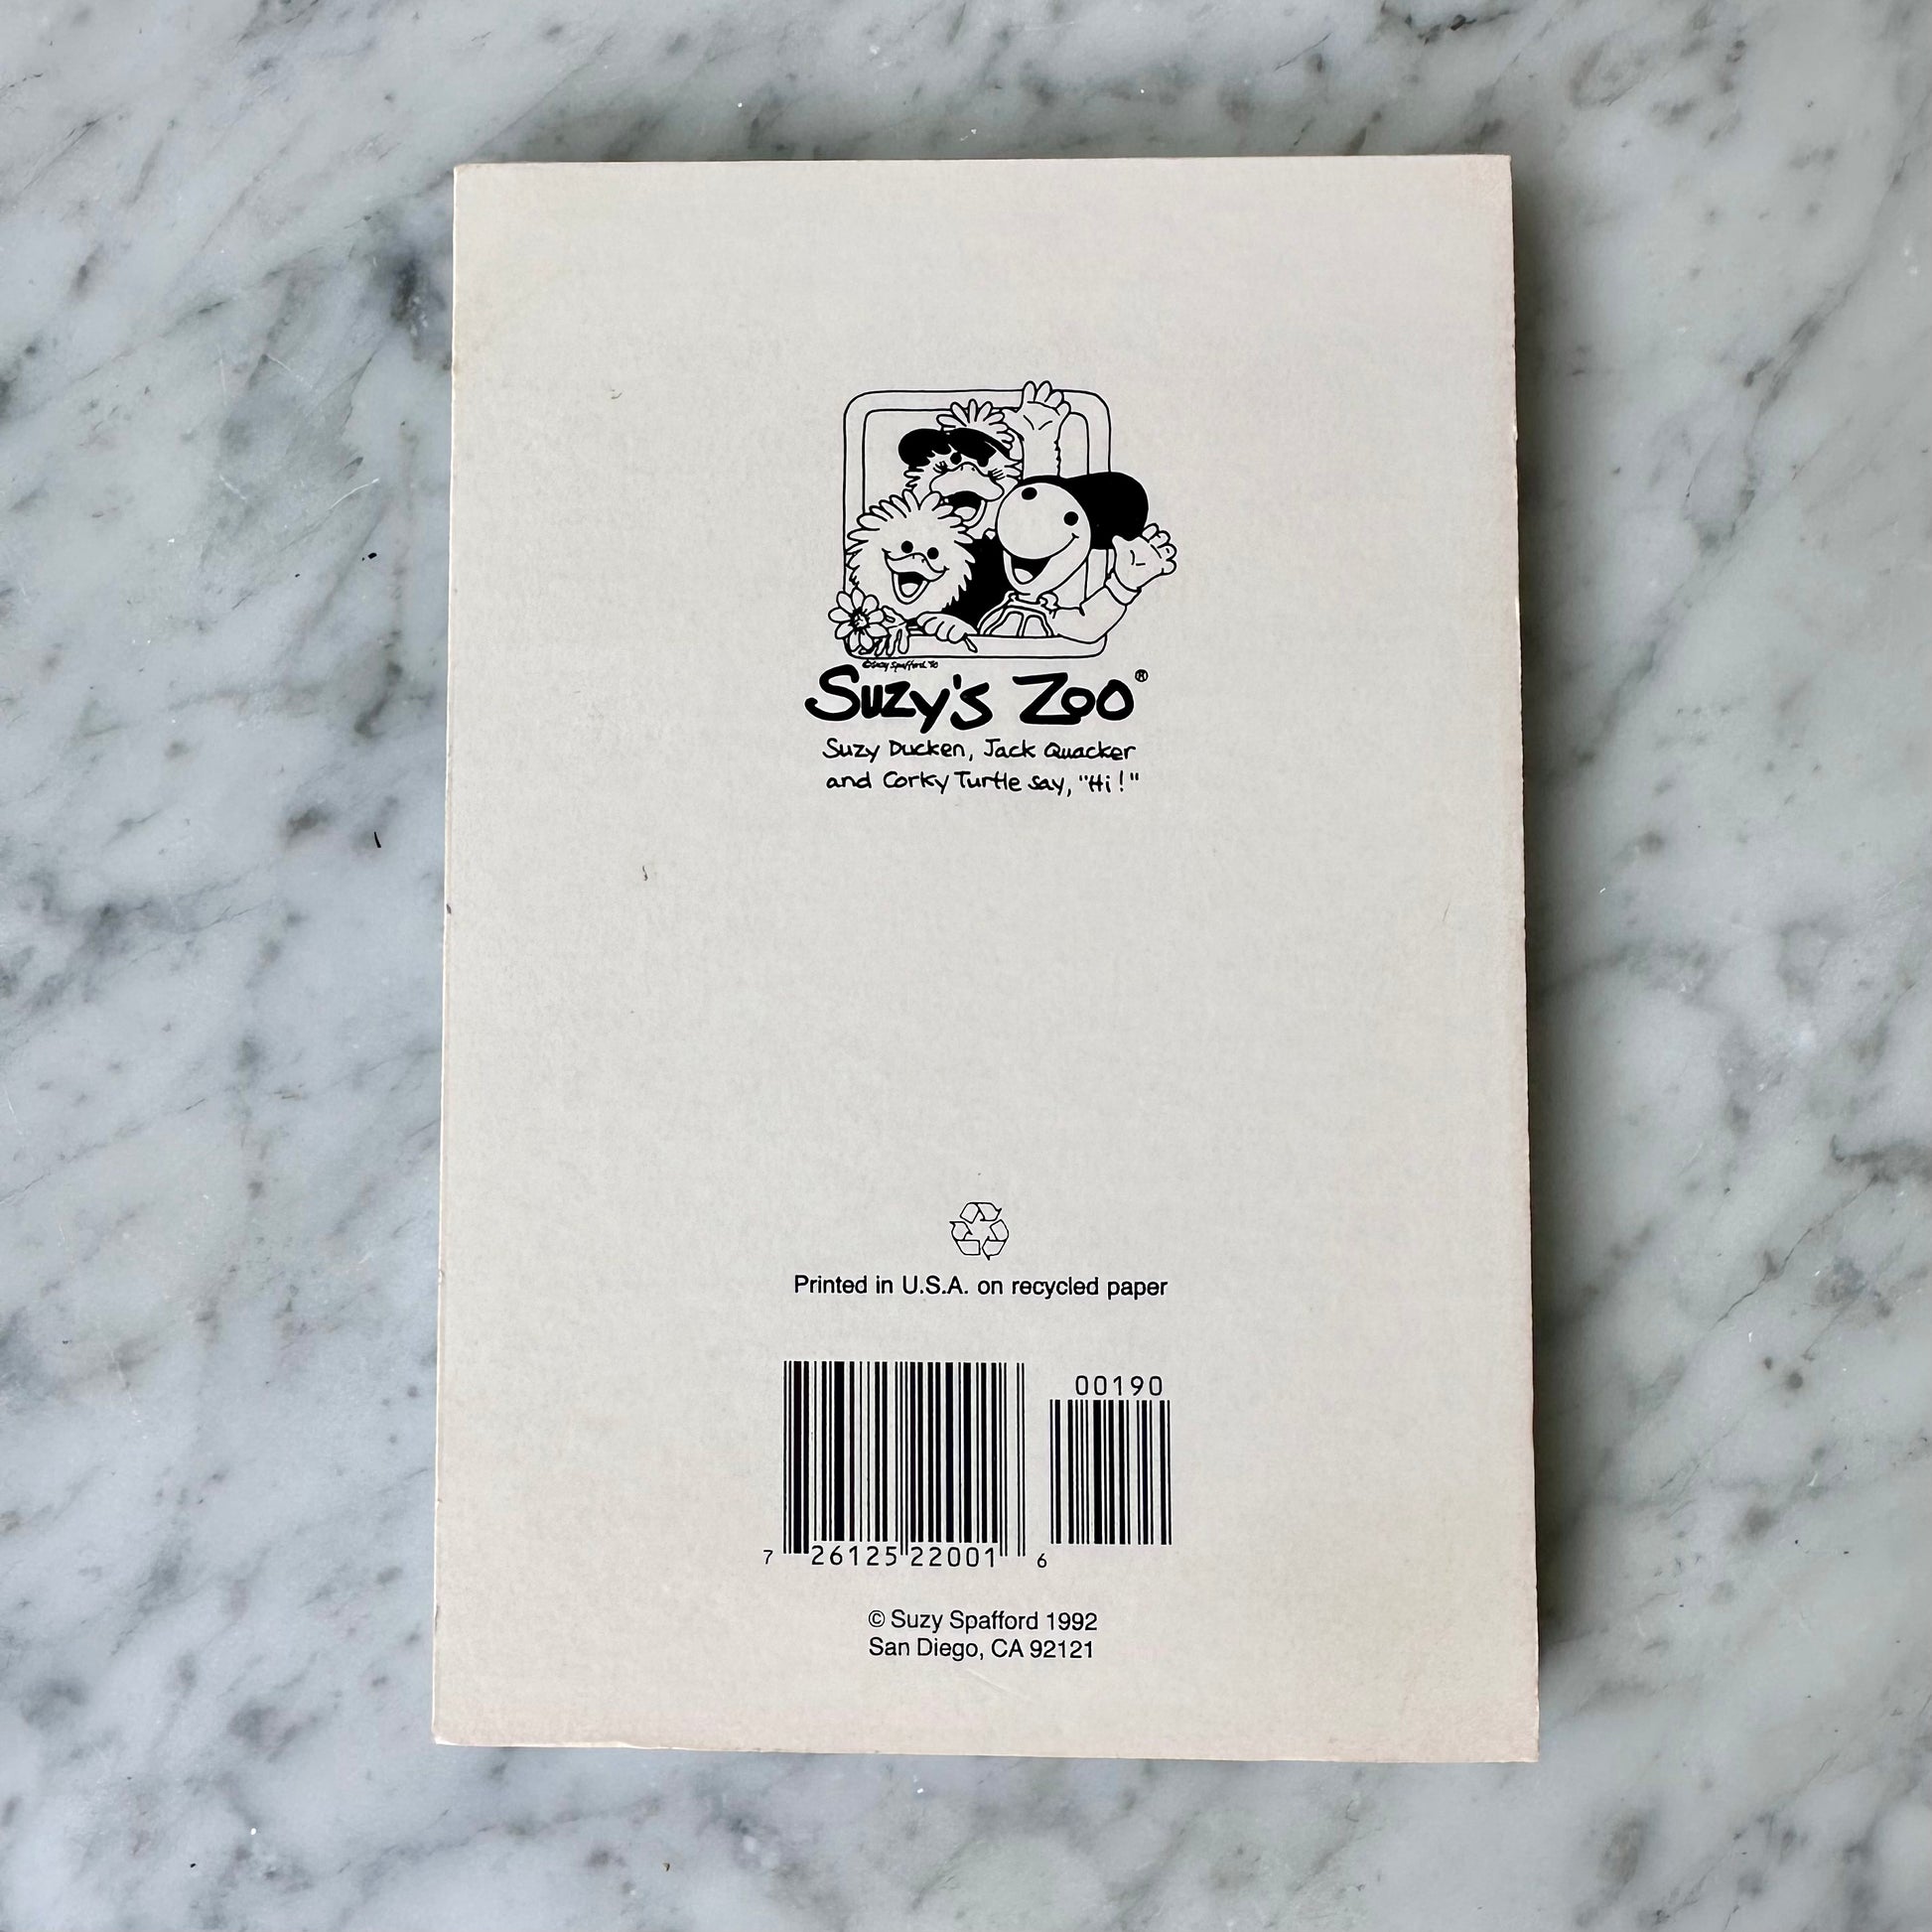 © Suzy Spafford '90
Suzy's Zoo®
Suzy Ducken, Jack Quacker
and Corky Turtle say, "Hi!"
Printed in U.S.A. on recycled paper
00190
7 26125 22001 6
© Suzy Spafford 1992
San Diego, CA 92121